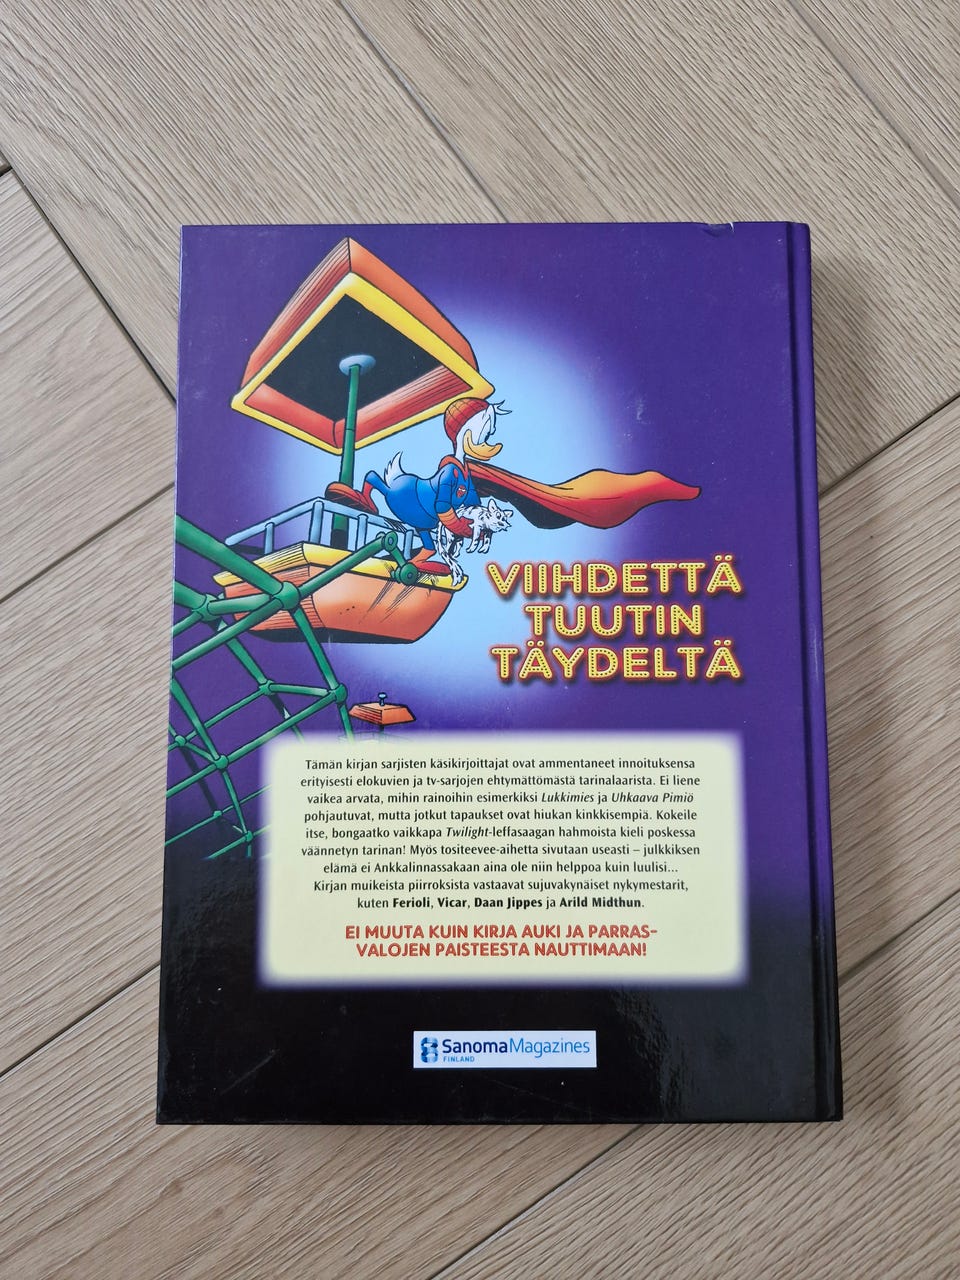 VIIHDETTÄ
TUUTIN
TÄYDELTÄ
Tämän kirjan sarjisten käsikirjoittajat ovat ammentaneet innoituksensa
erityisesti elokuvien ja tv-sarjojen ehtymättömästä tarinalaarista. Ei liene
vaikea arvata, mihin rainoihin esimerkiksi Lukkimies ja Uhkaava Pimiö
pohjautuvat, mutta jotkut tapaukset ovat hiukan kinkkisempiä. Kokeile
itse, bongaatko vaikkapa Twilight-leffasaagan hahmoista kieli poskessa
väännetyn tarinan! Myös tositeevee-aihetta sivutaan useasti – julkkiksen
elämä ei Ankkalinnassakaan aina ole niin helppoa kuin luulisi...
Kirjan muikeista piirroksista vastaavat sujuvakynäiset nykymestarit,
kuten Ferioli, Vicar, Daan Jippes ja Arild Midthun.
EI MUUTA KUIN KIRJA AUKI JA PARRAS-
VALOJEN PAISTEESTA NAUTTIMAAN!
SanomaMagazines
FINLAND